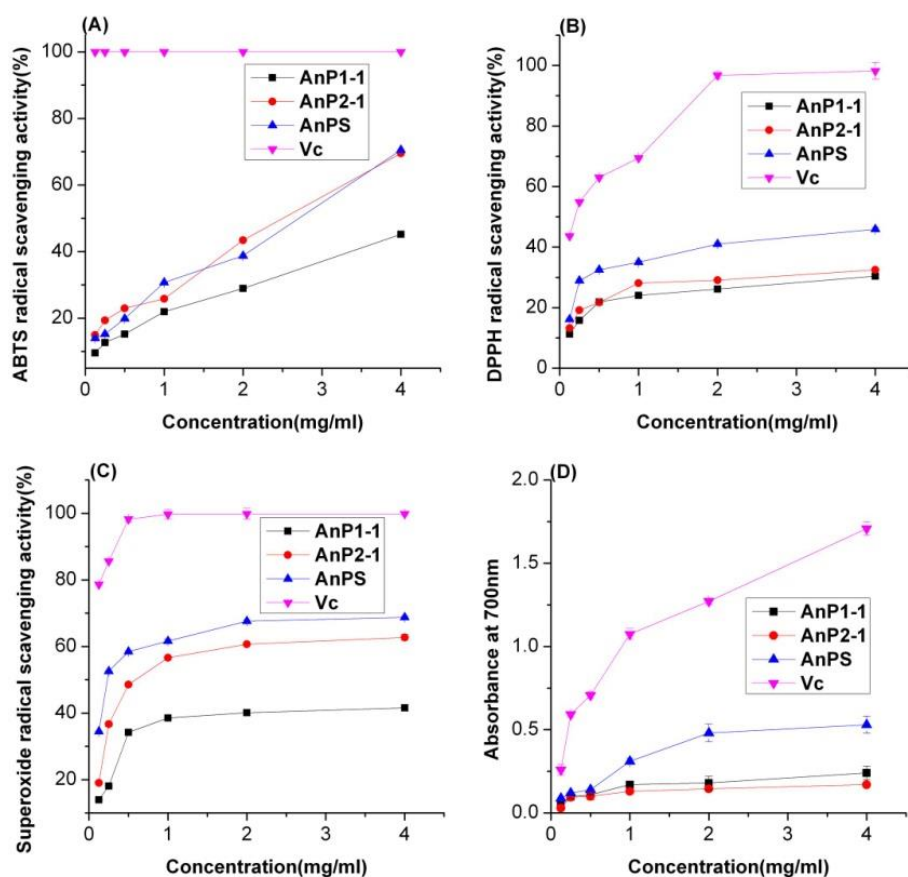 (A)
ABTS radical scavenging activity(%)
100
80
60
40
20
0
1
2
3
4
Concentration(mg/ml)
AnP1-1
AnP2-1
AnPS
Vc
(B)
DPPH radical scavenging activity(%)
100
80
60
40
20
0
0
1
2
3
4
Concentration(mg/ml)
AnP1-1
AnP2-1
AnPS
Vc
(C)
Superoxide radical scavenging activity(%)
100
80
60
40
20
0
1
2
3
4
Concentration(mg/ml)
AnP1-1
AnP2-1
AnPS
Vc
(D)
Absorbance at 700nm
2.0
1.5
1.0
0.5
0.0
0
1
2
3
4
Concentration(mg/ml)
AnP1-1
AnP2-1
AnPS
Vc